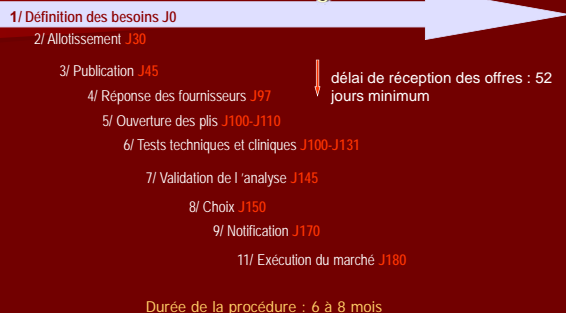 1/ Définition des besoins J0
2/ Allotissement J30
3/ Publication J45
4/ Réponse des fournisseurs J97
délai de réception des offres : 52
jours minimum
5/ Ouverture des plis J100-J110
6/ Tests techniques et cliniques J100-J131
7/ Validation de l 'analyse J145
8/ Choix J150
9/ Notification J170
11/ Exécution du marché J180
Durée de la procédure : 6 à 8 mois